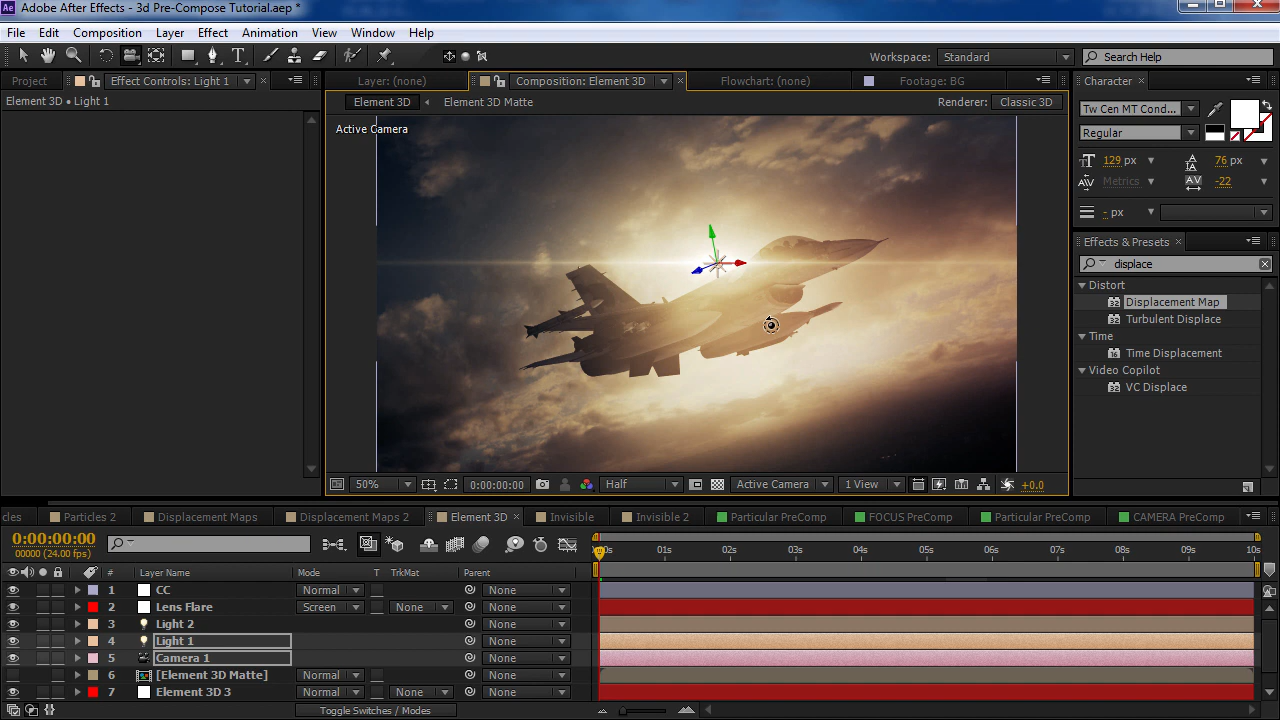 Ae Adobe After Effects - 3d Pre-Compose Tutorial.aep *
File Edit Composition Layer Effect Animation View Window Help
Workspace: Standard Search Help
Project Effect Controls: Light 1
Element 3D • Light 1
Layer: (none) Composition: Element 3D Flowchart: (none) Footage: BG
Element 3D Element 3D Matte Renderer: Classic 3D
Active Camera
Character
Tw Cen MT Cond...
Regular
129 px 76 px
Metrics -22
- px
Effects & Presets
displace
Distort
32 Displacement Map
32 Turbulent Displace
Time
16 Time Displacement
Video Copilot
32 VC Displace
50% 0:00:00:00 Half Active Camera 1 View +0.0
cles Particles 2 Displacement Maps Displacement Maps 2 Element 3D Invisible Invisible 2 Particular PreComp FOCUS PreComp Particular PreComp CAMERA PreComp
0:00:00:00
00000 (24.00 fps)
01s 02s 03s 04s 05s 06s 07s 08s 09s 10s
# Layer Name Mode T TrkMat Parent
1 CC Normal None
2 Lens Flare Screen None None
3 Light 2 None
4 Light 1 None
5 Camera 1 None
6 [Element 3D Matte] Normal None
7 Element 3D 3 Normal None None
Toggle Switches / Modes